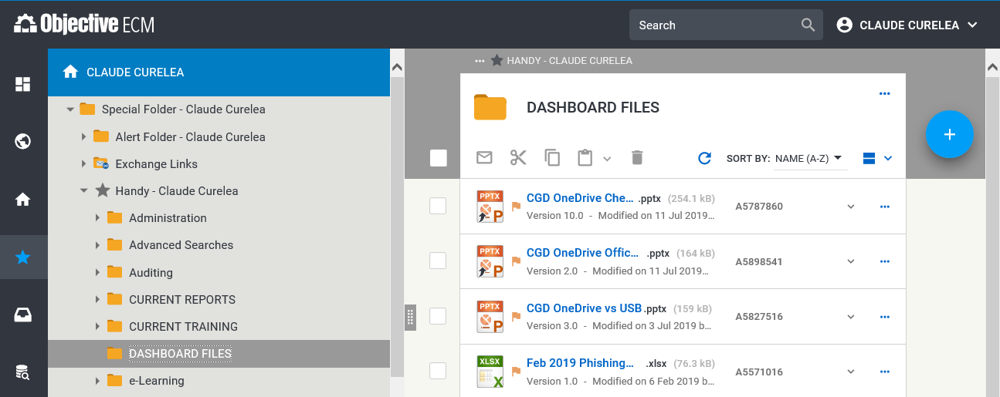 Objective ECM
Search
CLAUDE CURELEA
CLAUDE CURELEA
Special Folder - Claude Curelea
Alert Folder - Claude Curelea
Exchange Links
Handy - Claude Curelea
Administration
Advanced Searches
Auditing
CURRENT REPORTS
CURRENT TRAINING
DASHBOARD FILES
e-Learning
... HANDY - CLAUDE CURELEA
DASHBOARD FILES
SORT BY: NAME (A-Z)
PPTX P CGD OneDrive Che... .pptx (254.1 kB) A5787860
Version 10.0 - Modified on 11 Jul 2019...
PPTX P CGD OneDrive Offic... .pptx (164 kB) A5898541
Version 2.0 - Modified on 11 Jul 2019...
PPTX P CGD OneDrive vs USB .pptx (159 kB) A5827516
Version 3.0 - Modified on 3 Jul 2019 b...
XLSX X Feb 2019 Phishing... .xlsx (76.3 kB) A5571016
Version 1.0 - Modified on 6 Feb 2019 b...